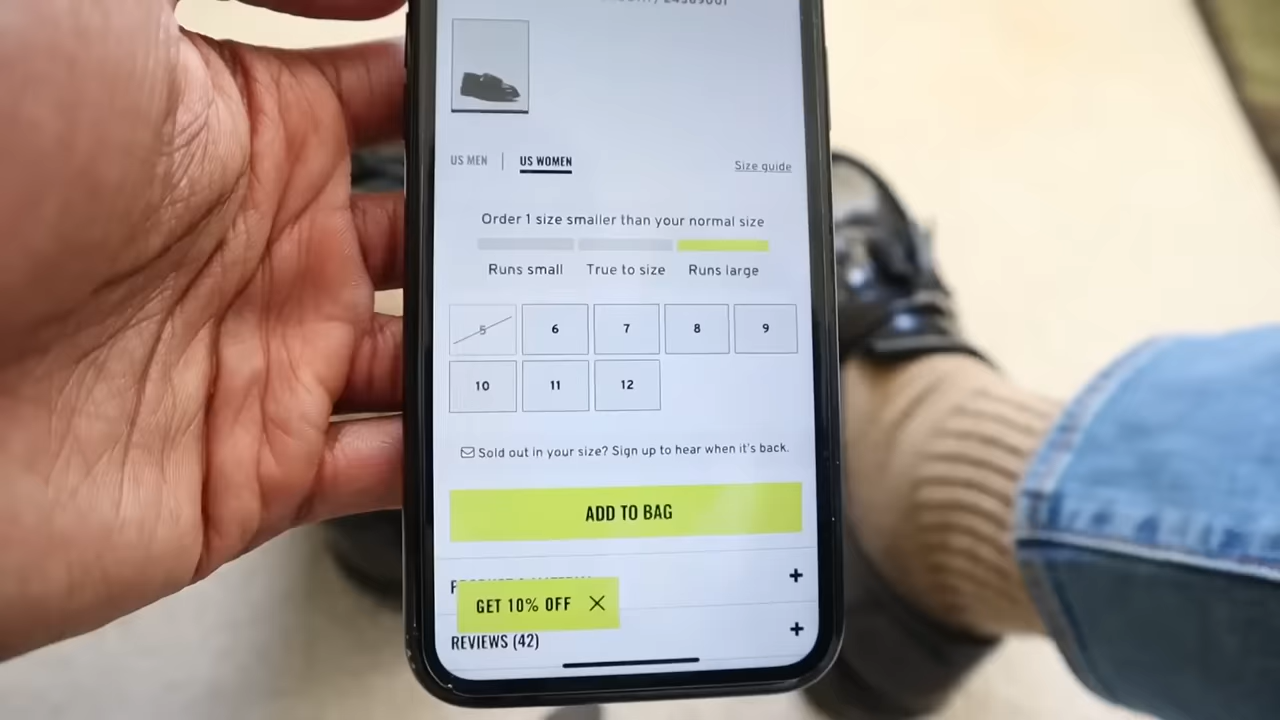 US MEN | US WOMEN
Size guide
Order 1 size smaller than your normal size
Runs small True to size Runs large
5 6 7 8 9
10 11 12
Sold out in your size? Sign up to hear when it's back.
ADD TO BAG
+
GET 10% OFF X
REVIEWS (42) +